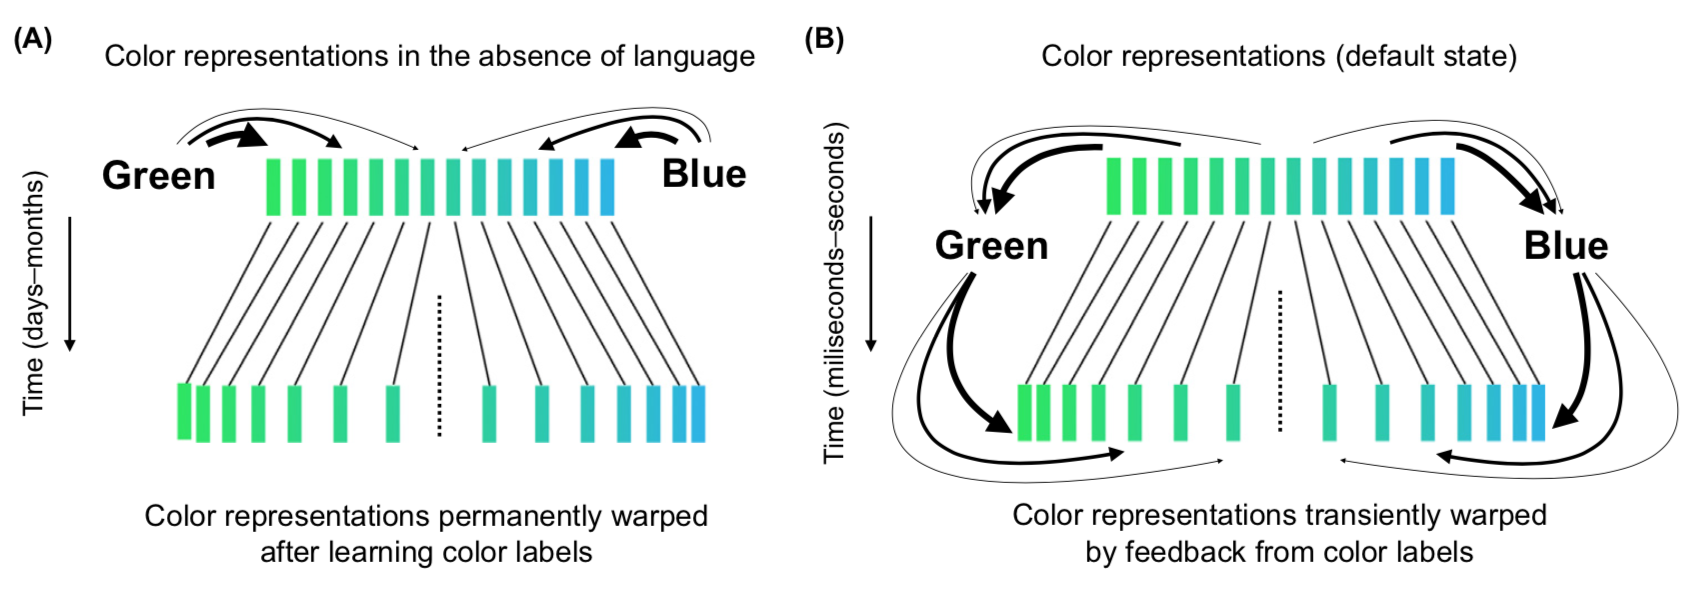 (A)
Color representations in the absence of language
Green
Blue
Time (days–months)
Color representations permanently warped
after learning color labels
(B)
Color representations (default state)
Green
Blue
Time (miliseconds–seconds)
Color representations transiently warped
by feedback from color labels